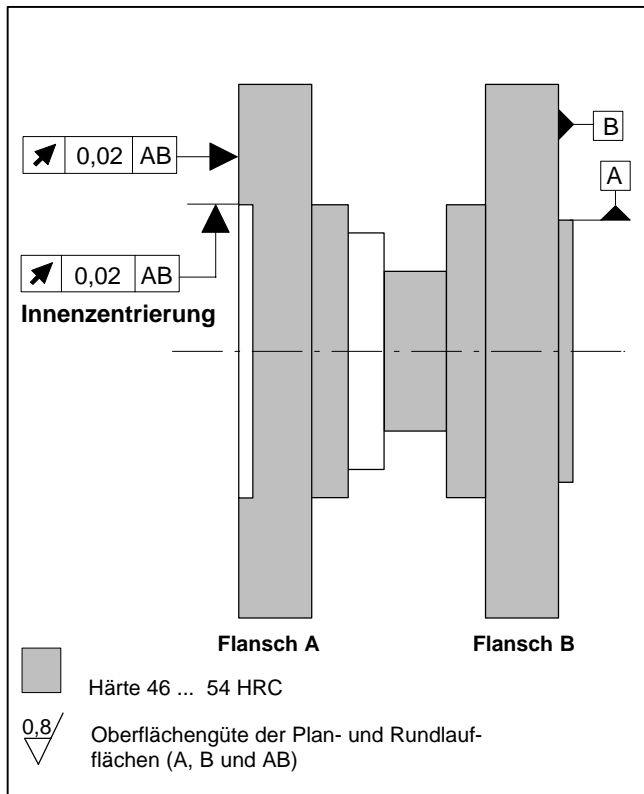 B
0,02 AB
A
0,02 AB
Innenzentrierung
Flansch A Flansch B
Härte 46 ... 54 HRC
0,8
Oberflächengüte der Plan- und Rundlauf-
flächen (A, B und AB)